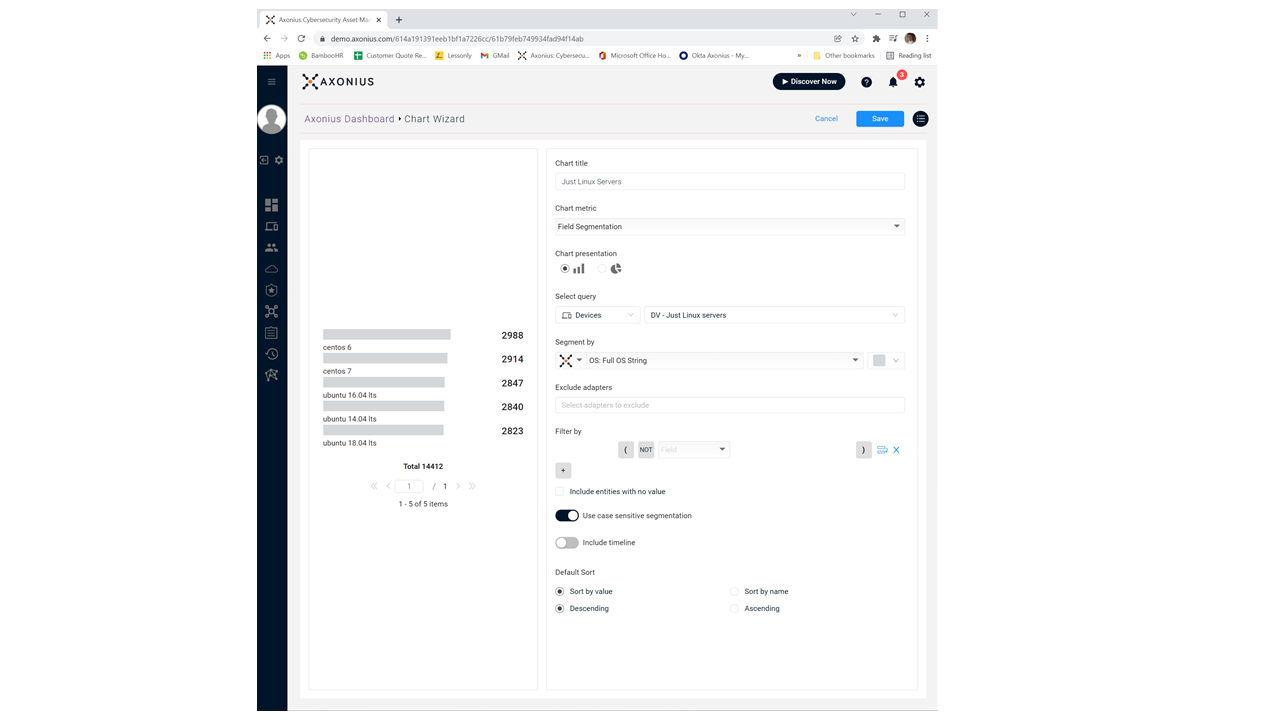 Axonius Cybersecurity Asset Ma
demo.axonius.com/614a191391eeb1bf1a7226cc/61b79feb749934fad94f14ab
Apps BambooHR Customer Quote Re... Lessonly GMail Axonius: Cybersecu... Microsoft Office Ho... Okta Axonius - My... » Other bookmarks Reading list
AXONIUS
Discover Now
? 3
Axonius Dashboard Chart Wizard
Cancel Save
2988
centos 6
2914
centos 7
2847
ubuntu 16.04 lts
2840
ubuntu 14.04 lts
2823
ubuntu 18.04 lts
Total 14412
1 / 1
1 - 5 of 5 items
Chart title
Just Linux Servers
Chart metric
Field Segmentation
Chart presentation
Select query
Devices DV - Just Linux servers
Segment by
OS: Full OS String
Exclude adapters
Select adapters to exclude
Filter by
( NOT Field )
+
Include entities with no value
Use case sensitive segmentation
Include timeline
Default Sort
Sort by value Sort by name
Descending Ascending